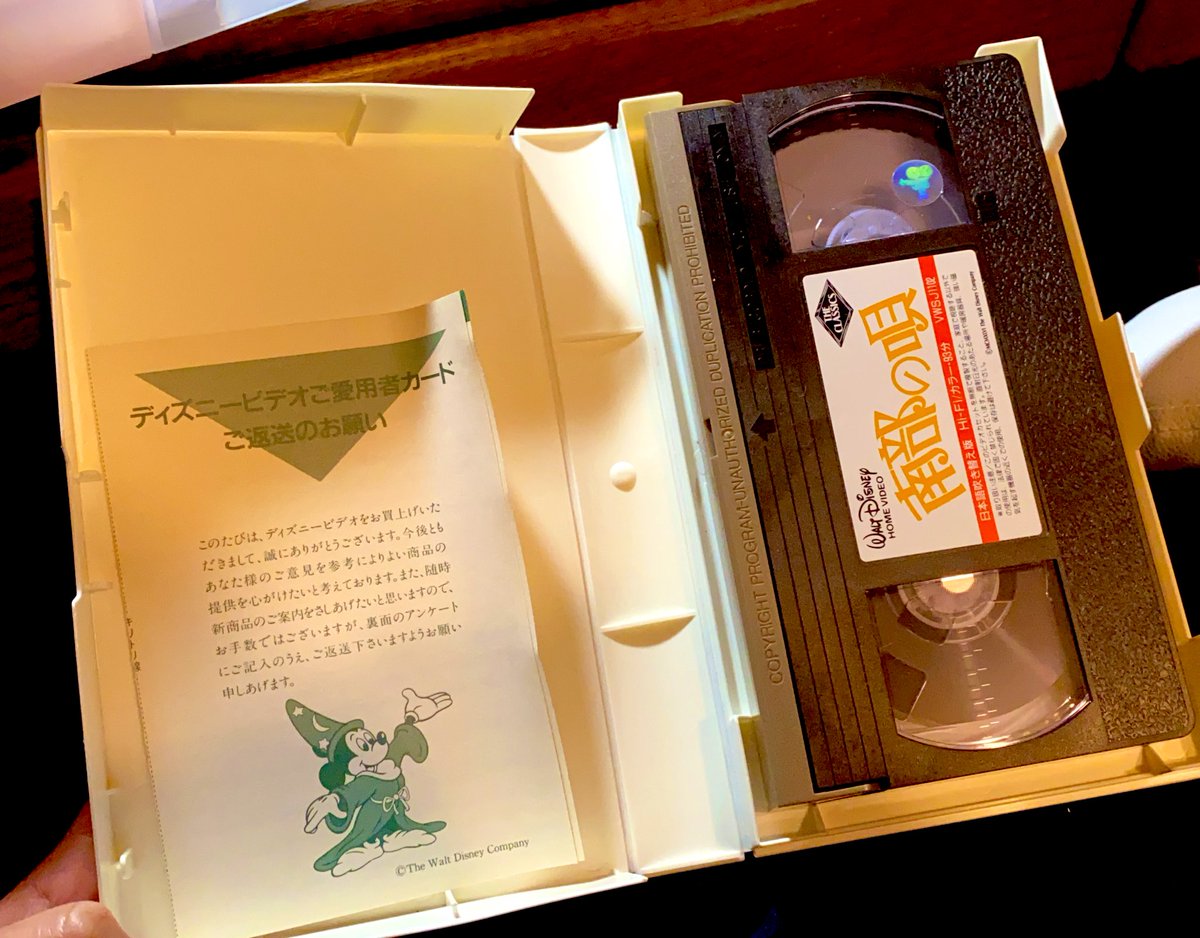 ディズニービデオご愛用者カード
ご返送のお願い
このたびは、ディズニービデオをお買上げいた
だきまして、誠にありがとうございます。今後とも
あなた様のご意見を参考によりよい商品の
提供を心がけたいと考えております。また、随時
新商品のご案内をさしあげたいと思いますので、
お手数ではございますが、裏面のアンケート
にご記入のうえ、ご返送下さいますようお願い
申しあげます。
キリトリ線
©The Walt Disney Company
COPYRIGHT PROGRAM-UNAUTHORIZED DUPLICATION PROHIBITED
THE CLASSICS
WALT DISNEY
HOME VIDEO
南部の唄
日本語吹き替え版 HI-FI/カラー・93分 VWSJ1102